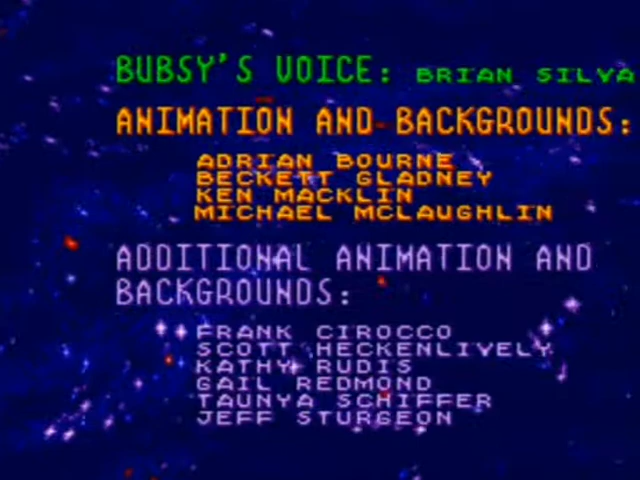 BUBSY'S VOICE: BRIAN SILVA
ANIMATION AND BACKGROUNDS:
ADRIAN BOURNE
BECKETT GLADNEY
KEN MACKLIN
MICHAEL MCLAUGHLIN
ADDITIONAL ANIMATION AND
BACKGROUNDS:
FRANK CIROCCO
SCOTT HECKENLIVELY
KATHY RUDIS
GAIL REDMOND
TAUNYA SCHIFFER
JEFF STURGEON